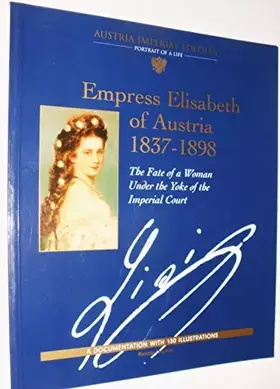 AUSTRIA IMPERIAL EDITION
PORTRAIT OF A LIFE
Empress Elisabeth
of Austria
1837-1898
The Fate of a Woman
Under the Yoke of the
Imperial Court
A DOCUMENTATION WITH 150 ILLUSTRATIONS